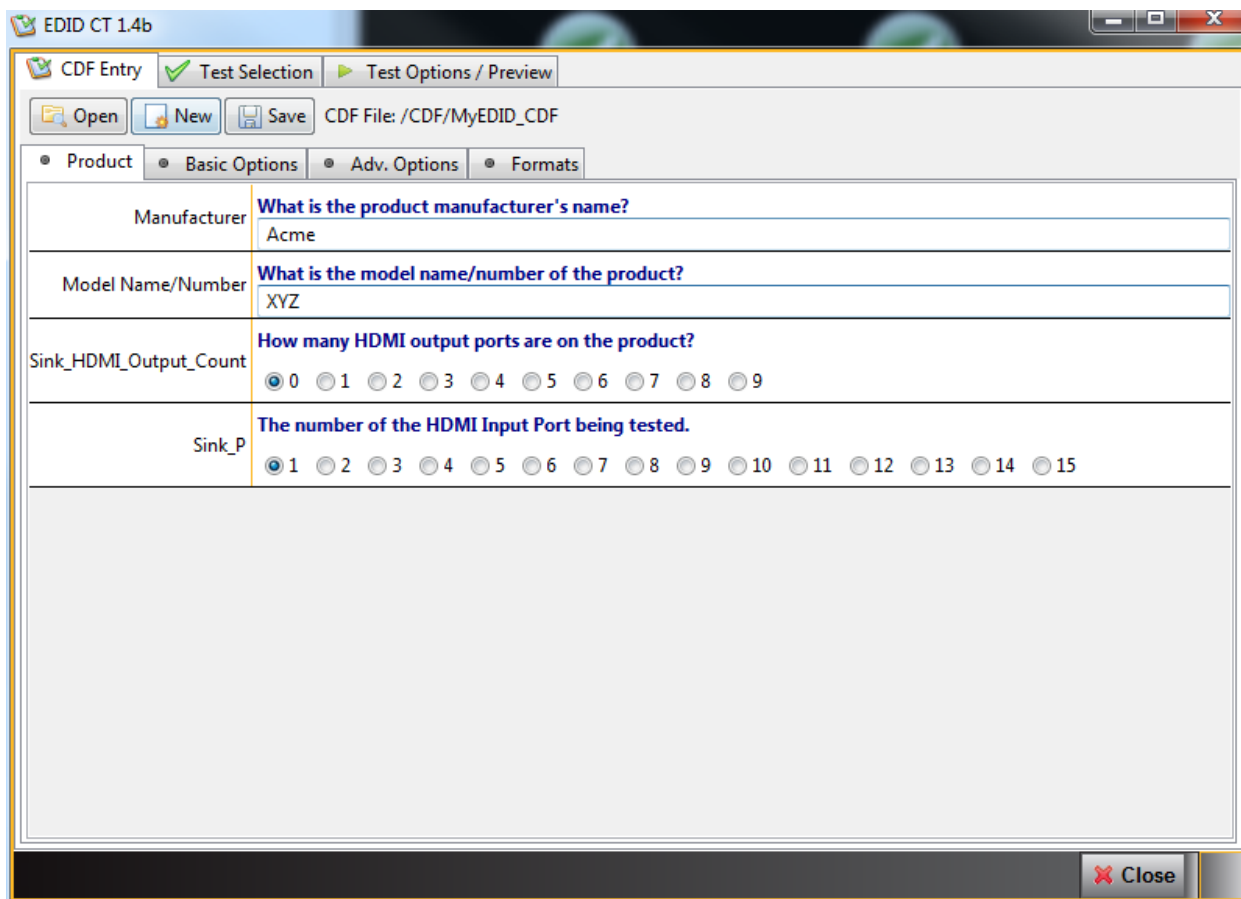 EDID CT 1.4b
CDF Entry Test Selection Test Options / Preview
Open New Save CDF File: /CDF/MyEDID_CDF
Product Basic Options Adv. Options Formats
Manufacturer What is the product manufacturer's name?
Acme
Model Name/Number What is the model name/number of the product?
XYZ
Sink_HDMI_Output_Count How many HDMI output ports are on the product?
0 1 2 3 4 5 6 7 8 9
Sink_P The number of the HDMI Input Port being tested.
1 2 3 4 5 6 7 8 9 10 11 12 13 14 15
Close